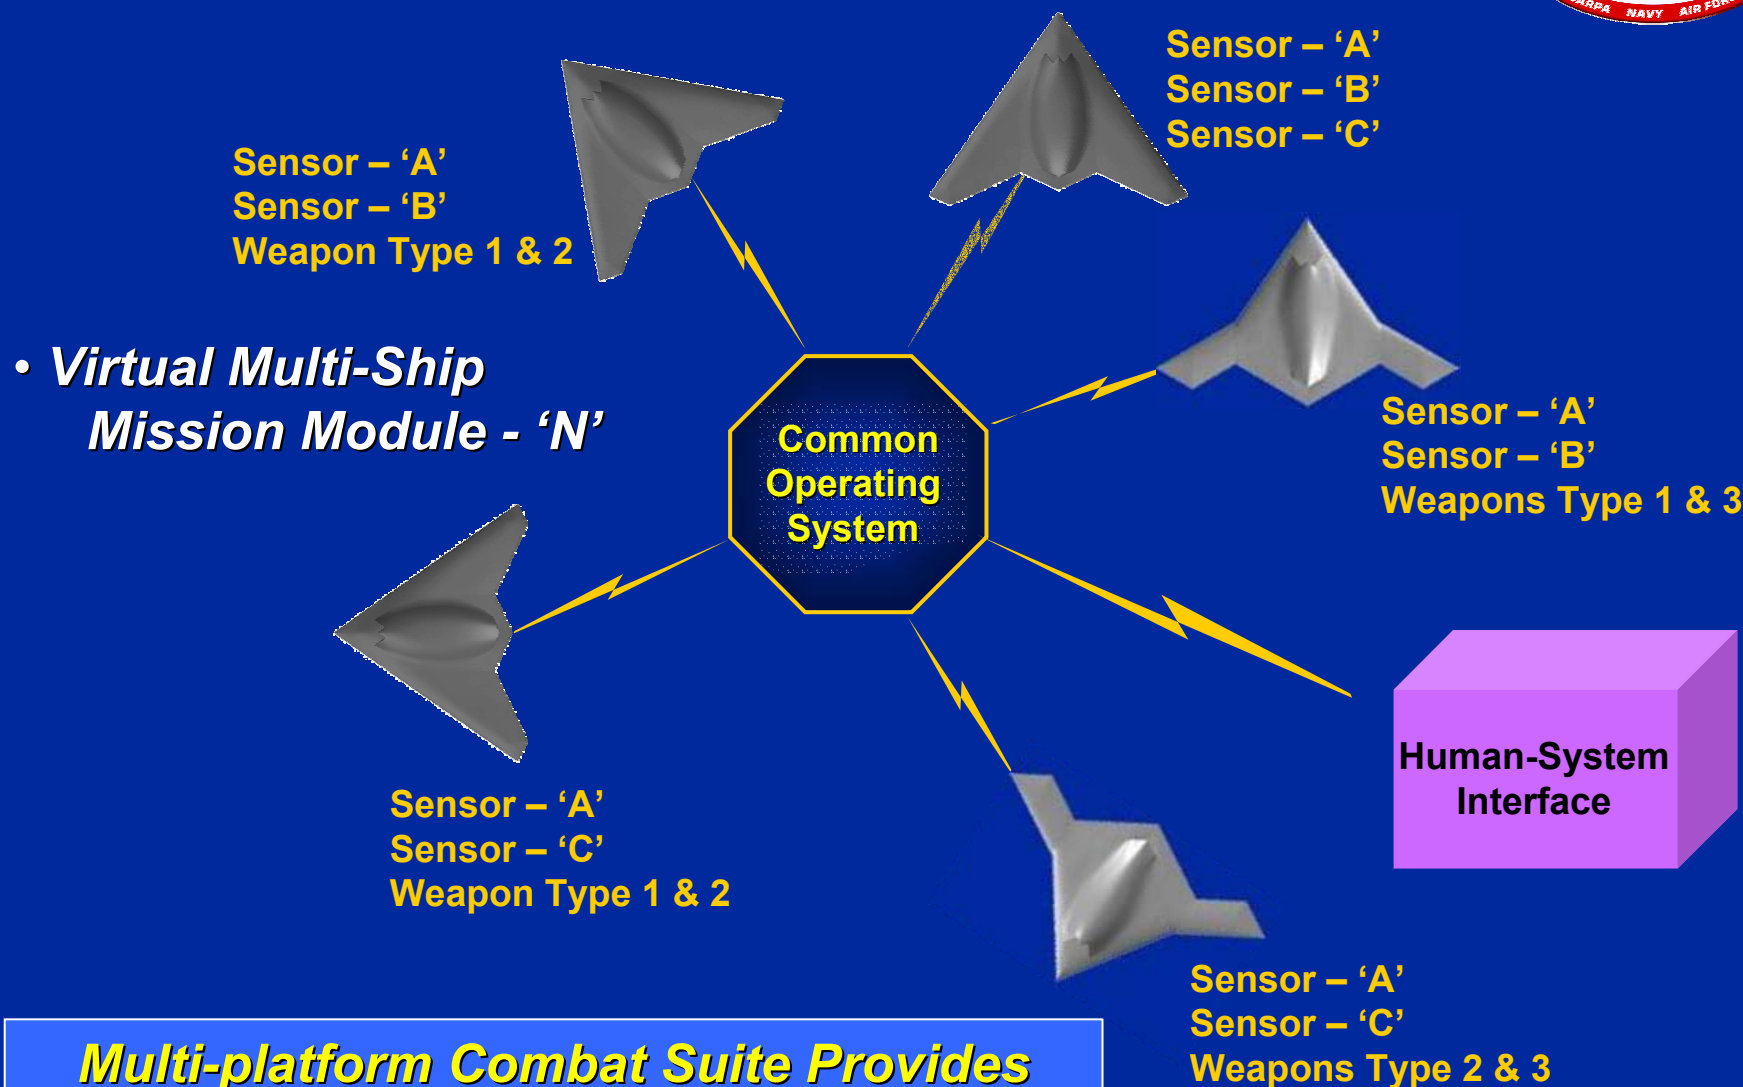 ARPA NAVY AIR FOR
Sensor – ‘A’
Sensor – ‘B’
Sensor – ‘C’
Sensor – ‘A’
Sensor – ‘B’
Weapon Type 1 & 2
• Virtual Multi-Ship
Mission Module - ‘N’
Common
Operating
System
Sensor – ‘A’
Sensor – ‘B’
Weapons Type 1 & 3
Human-System
Interface
Sensor – ‘A’
Sensor – ‘C’
Weapon Type 1 & 2
Sensor – ‘A’
Sensor – ‘C’
Weapons Type 2 & 3
Multi-platform Combat Suite Provides